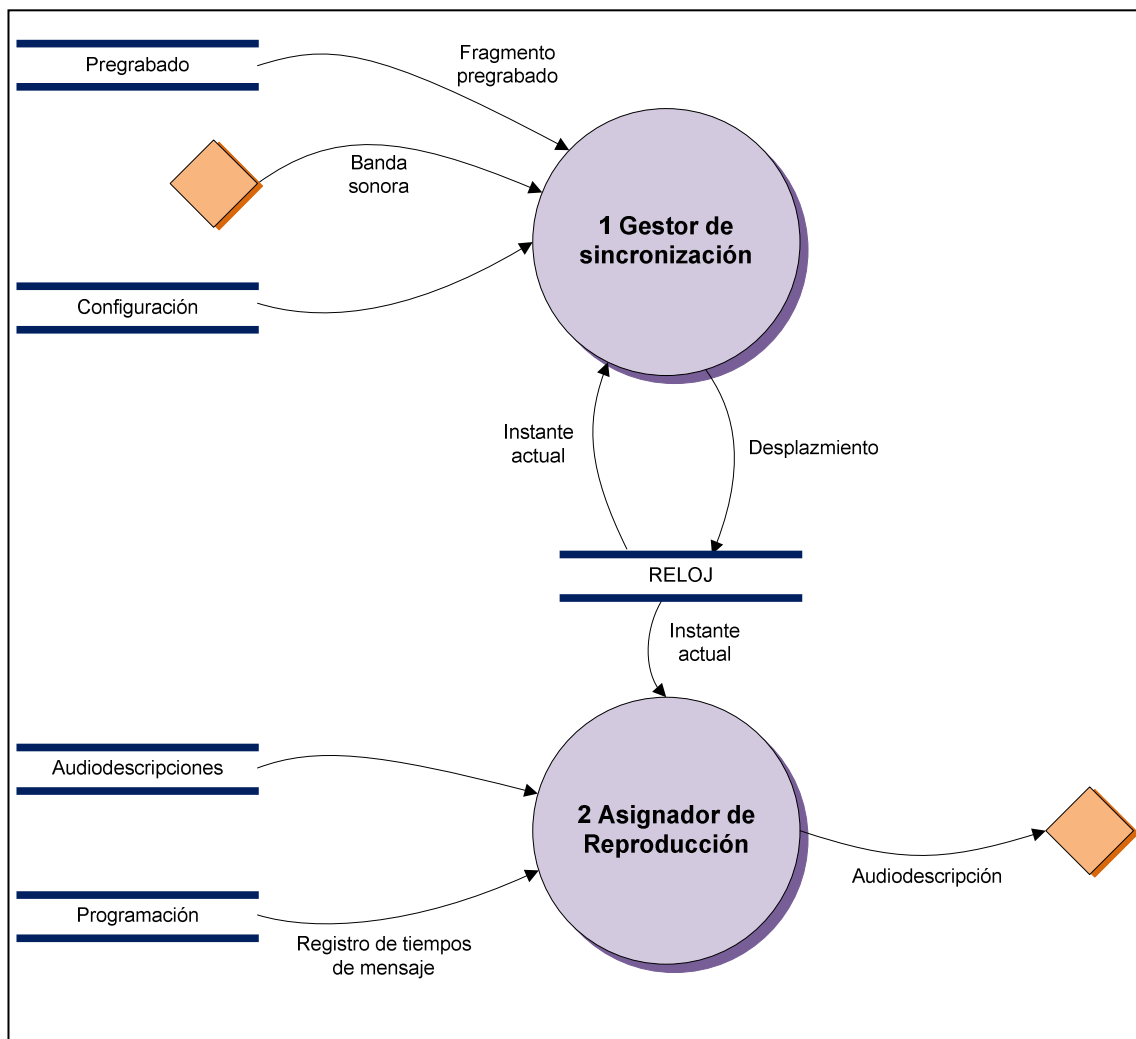 Pregrabado
Fragmento
pregrabado
Banda
sonora
1 Gestor de
sincronización
Configuración
Instante
actual
Desplazmiento
RELOJ
Instante
actual
Audiodescripciones
2 Asignador de
Reproducción
Audiodescripción
Programación
Registro de tiempos
de mensaje